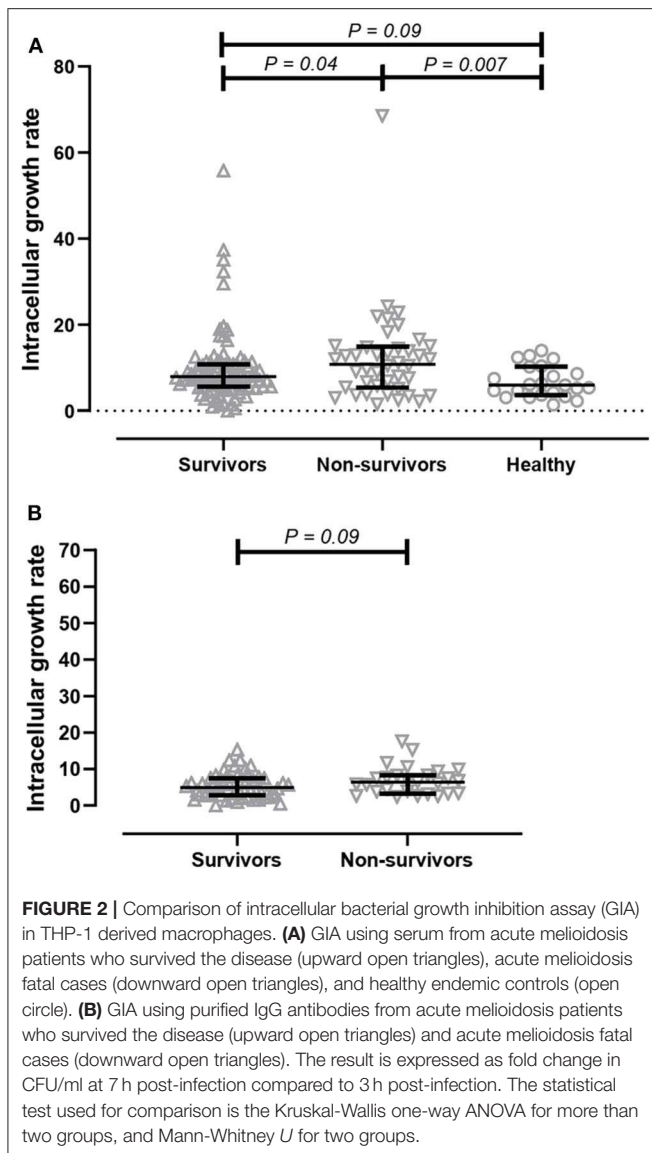 A
P = 0.09
P = 0.04
P = 0.007
80
60
40
20
0
Intracellular growth rate
Survivors
Non-survivors
Healthy
B
P = 0.09
70
60
50
40
30
20
10
0
Intracellular growth rate
Survivors
Non-survivors
FIGURE 2 | Comparison of intracellular bacterial growth inhibition assay (GIA)
in THP-1 derived macrophages. (A) GIA using serum from acute melioidosis
patients who survived the disease (upward open triangles), acute melioidosis
fatal cases (downward open triangles), and healthy endemic controls (open
circle). (B) GIA using purified IgG antibodies from acute melioidosis patients
who survived the disease (upward open triangles) and acute melioidosis fatal
cases (downward open triangles). The result is expressed as fold change in
CFU/ml at 7 h post-infection compared to 3 h post-infection. The statistical
test used for comparison is the Kruskal-Wallis one-way ANOVA for more than
two groups, and Mann-Whitney U for two groups.